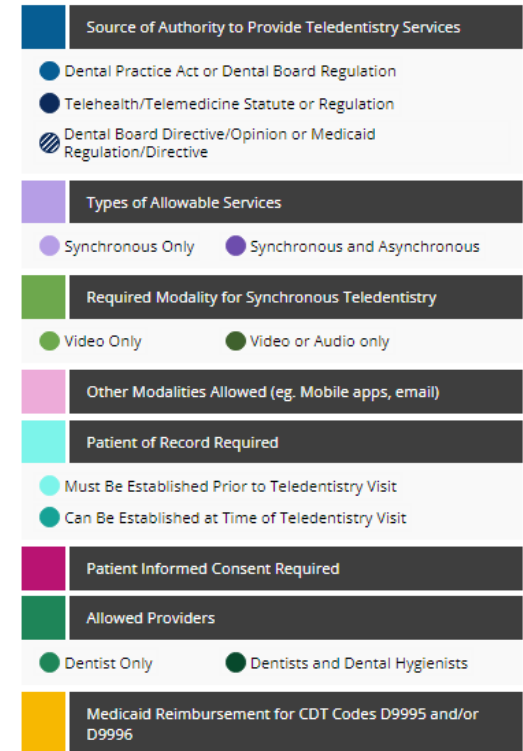 Source of Authority to Provide Teledentistry Services
Dental Practice Act or Dental Board Regulation
Telehealth/Telemedicine Statute or Regulation
Dental Board Directive/Opinion or Medicaid
Regulation/Directive
Types of Allowable Services
Synchronous Only
Synchronous and Asynchronous
Required Modality for Synchronous Teledentistry
Video Only
Video or Audio only
Other Modalities Allowed (eg. Mobile apps, email)
Patient of Record Required
Must Be Established Prior to Teledentistry Visit
Can Be Established at Time of Teledentistry Visit
Patient Informed Consent Required
Allowed Providers
Dentist Only
Dentists and Dental Hygienists
Medicaid Reimbursement for CDT Codes D9995 and/or
D9996